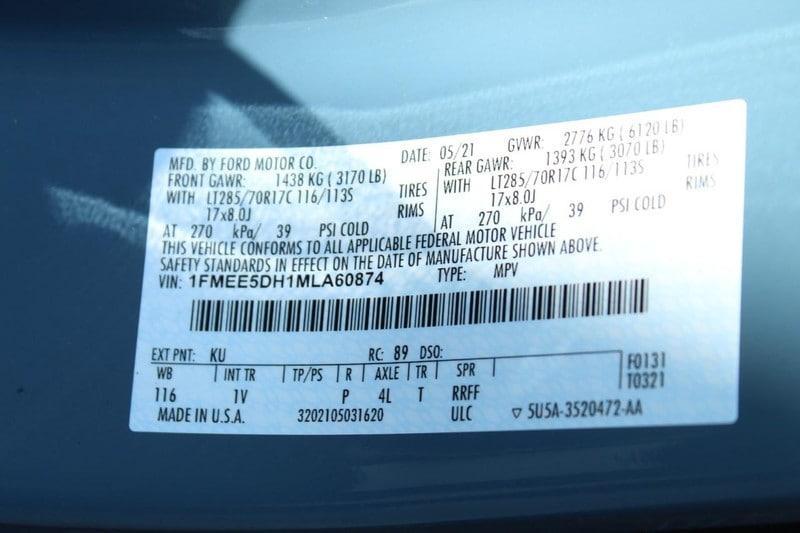 MFD. BY FORD MOTOR CO. DATE: 05/21 GVWR: 2776 KG ( 6120 LB)
FRONT GAWR: 1438 KG ( 3170 LB) REAR GAWR: 1393 KG ( 3070 LB)
WITH LT285/70R17C 116/113S TIRES WITH LT285/70R17C 116/113S TIRES
17x8.0J RIMS 17x8.0J RIMS
AT 270 kPa/ 39 PSI COLD AT 270 kPa/ 39 PSI COLD
THIS VEHICLE CONFORMS TO ALL APPLICABLE FEDERAL MOTOR VEHICLE
SAFETY STANDARDS IN EFFECT ON THE DATE OF MANUFACTURE SHOWN ABOVE.
VIN: 1FMEE5DH1MLA60874 TYPE: MPV
EXT PNT: KU RC: 89 DSO:
WB INT TR TP/PS R AXLE TR SPR F0131
116 1V P 4L T RRFF T0321
MADE IN U.S.A. 3202105031620 ULC ▽ 5U5A-3520472-AA